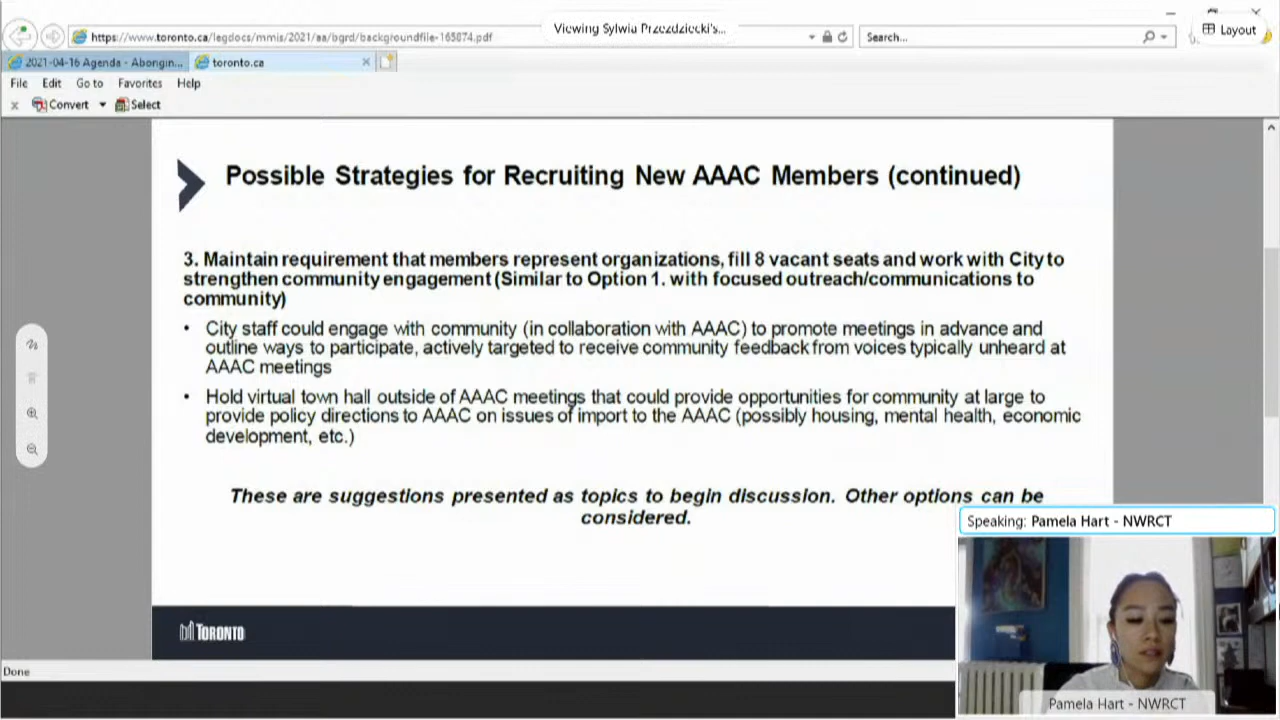 Viewing Sylwia Przezdziecki's...
https://www.toronto.ca/legdocs/mmis/2021/aa/bgrd/backgroundfile-165874.pdf
Search...
Layout
2021-04-16 Agenda - Aborigin...
toronto.ca
File Edit Go to Favorites Help
x Convert Select
Possible Strategies for Recruiting New AAAC Members (continued)
3. Maintain requirement that members represent organizations, fill 8 vacant seats and work with City to
strengthen community engagement (Similar to Option 1. with focused outreach/communications to
community)
• City staff could engage with community (in collaboration with AAAC) to promote meetings in advance and
outline ways to participate, actively targeted to receive community feedback from voices typically unheard at
AAAC meetings
• Hold virtual town hall outside of AAAC meetings that could provide opportunities for community at large to
provide policy directions to AAAC on issues of import to the AAAC (possibly housing, mental health, economic
development, etc.)
These are suggestions presented as topics to begin discussion. Other options can be
considered.
Speaking: Pamela Hart - NWRCT
TORONTO
Done
Pamela Hart - NWRCT